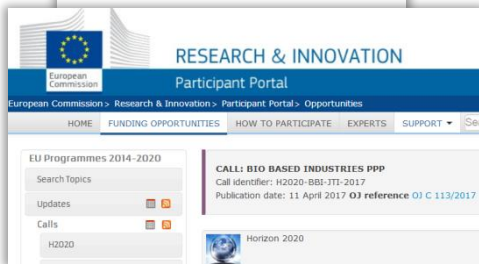 European
Commission
RESEARCH & INNOVATION
Participant Portal
European Commission > Research & Innovation > Participant Portal > Opportunities
HOME FUNDING OPPORTUNITIES HOW TO PARTICIPATE EXPERTS SUPPORT
EU Programmes 2014-2020
Search Topics
Updates
Calls
H2020
CALL: BIO BASED INDUSTRIES PPP
Call identifier: H2020-BBI-JTI-2017
Publication date: 11 April 2017 OJ reference OJ C 113/2017
Horizon 2020